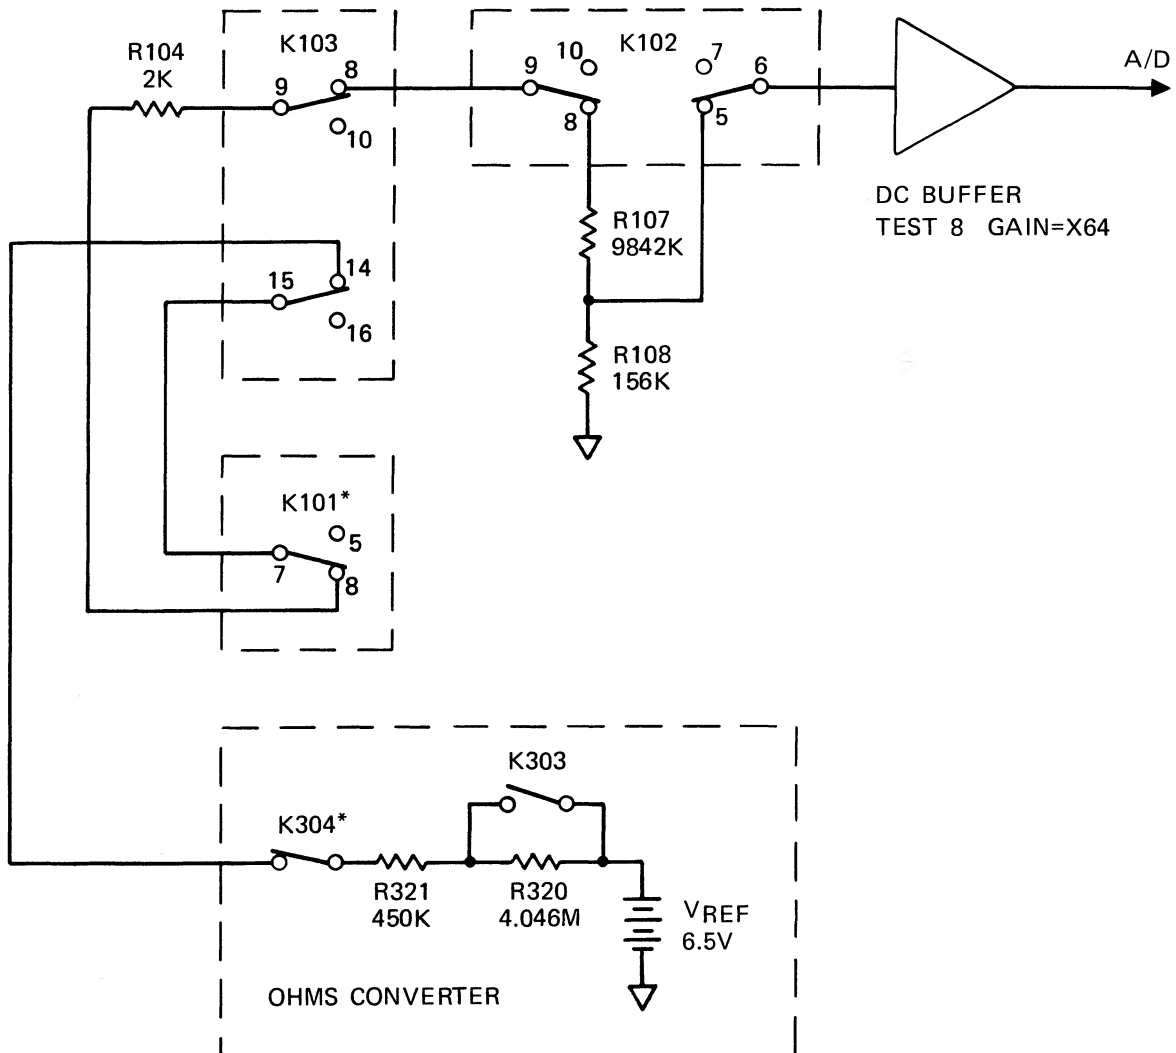 R104
2K
K103
9
8
10
15
14
16
K102
10
9
8
7
6
5
A/D
DC BUFFER
TEST 8 GAIN=X64
R107
9842K
R108
156K
K101*
5
7
8
K303
K304*
R321
450K
R320
4.046M
VREF
6.5V
OHMS CONVERTER